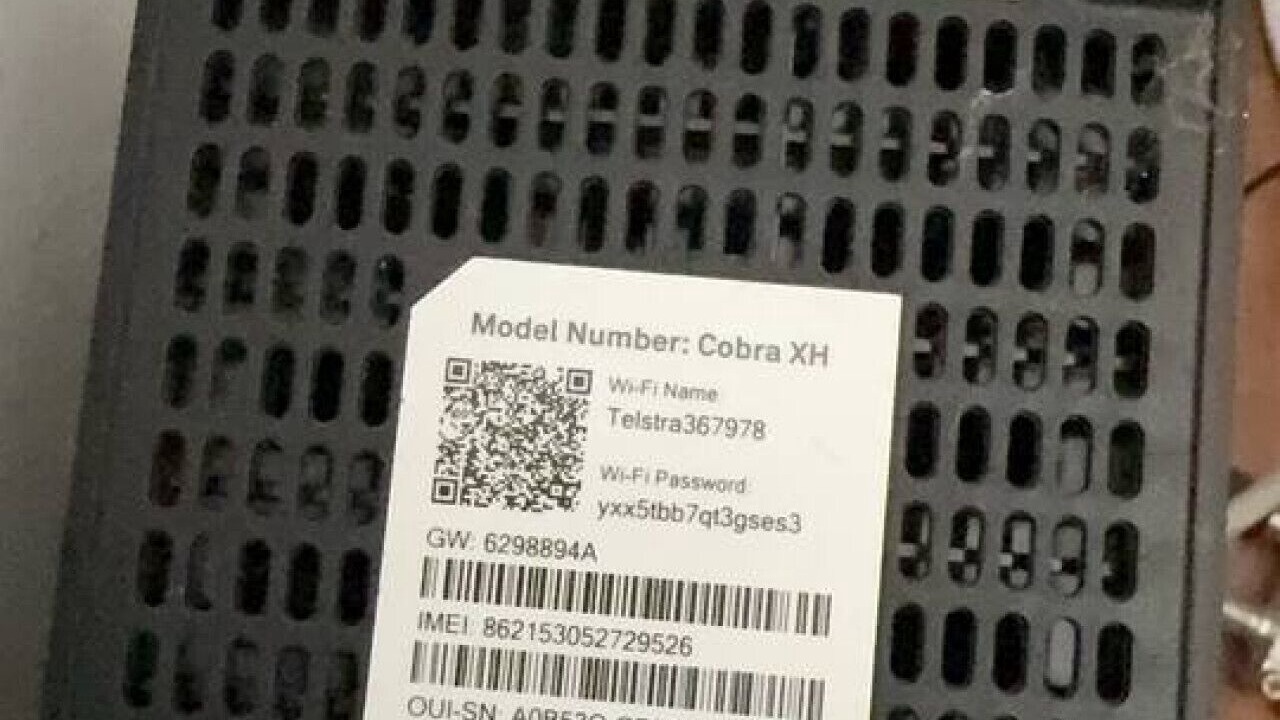 Model Number: Cobra XH
Wi-Fi Name
Telstra367978
Wi-Fi Password
yxx5tbb7qt3gses3
GW: 6298894A
IMEI: 862153052729526
OUI-SN: